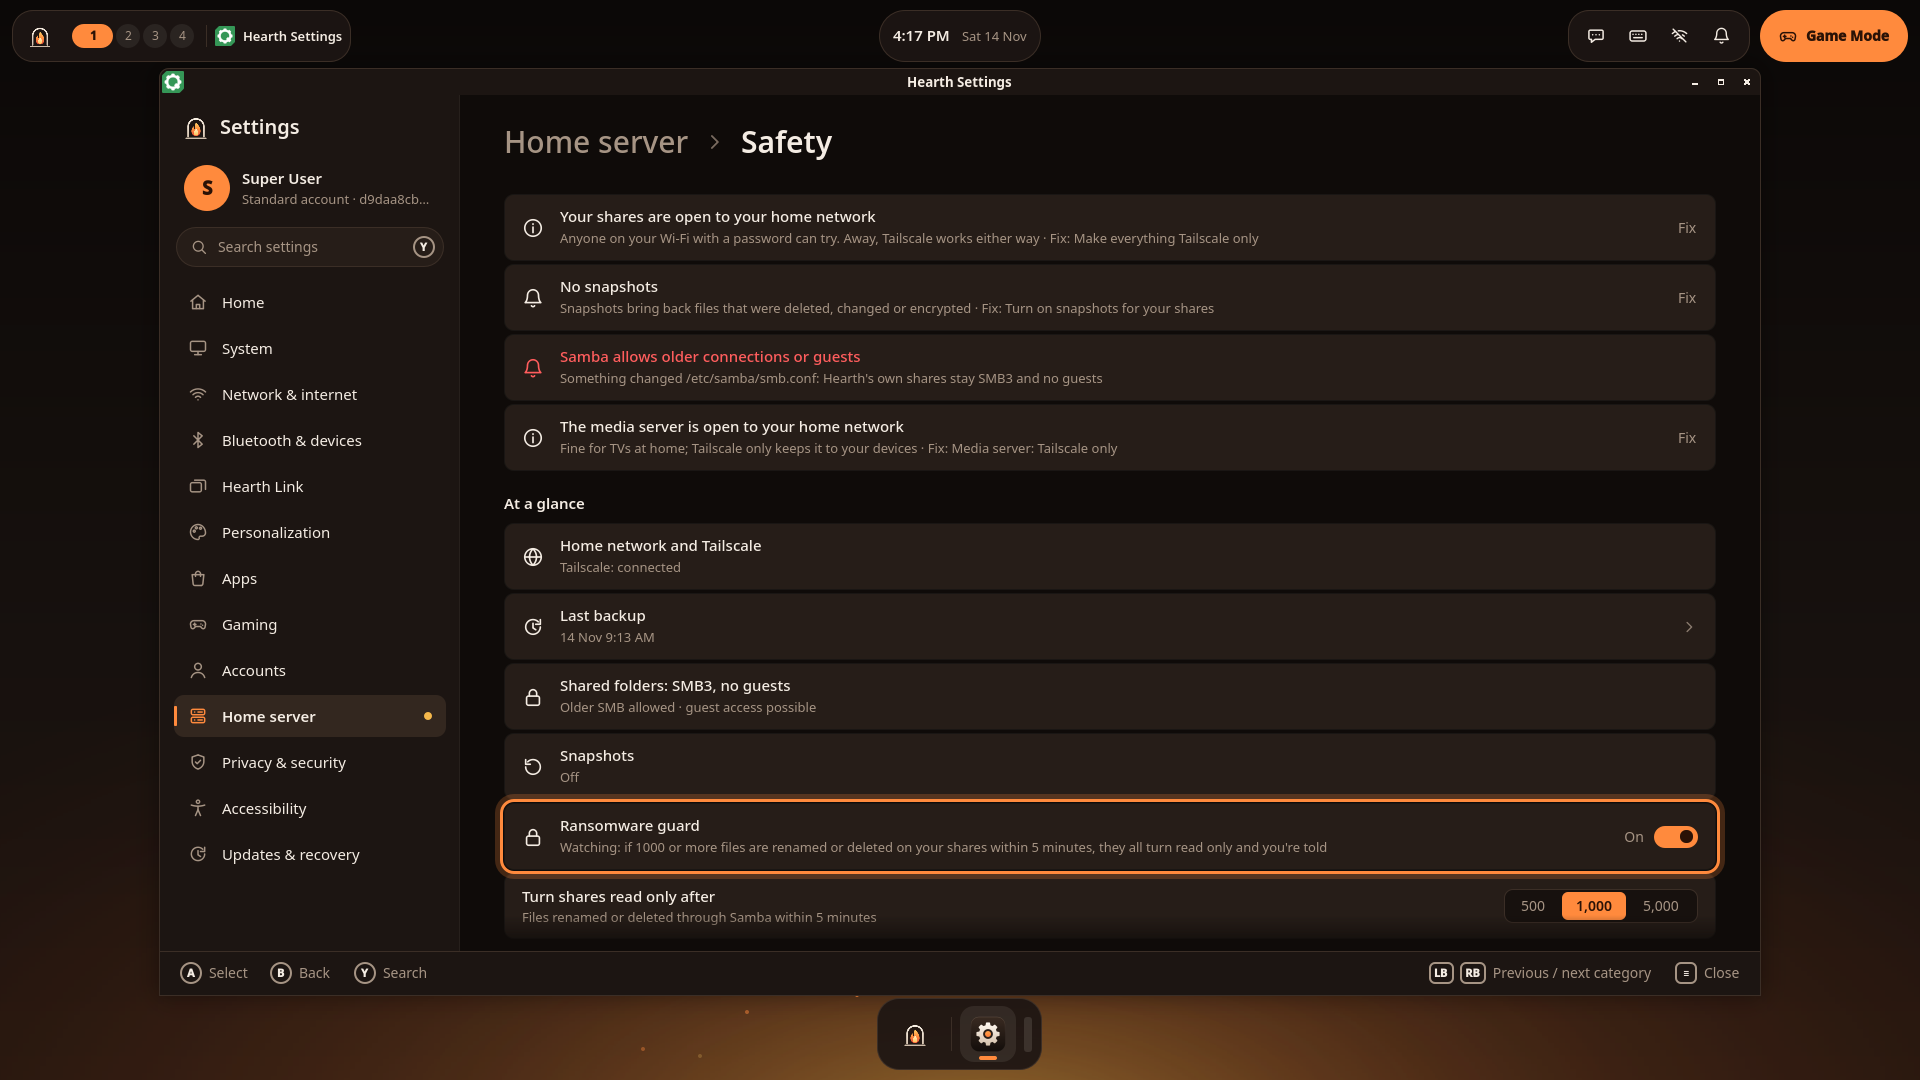 1 2 3 4 Hearth Settings
4:17 PM Sat 14 Nov
Game Mode
Hearth Settings
Settings
S
Super User
Standard account · d9daa8cb...
Search settings Y
Home
System
Network & internet
Bluetooth & devices
Hearth Link
Personalization
Apps
Gaming
Accounts
Home server
Privacy & security
Accessibility
Updates & recovery
Home server > Safety
Your shares are open to your home network
Anyone on your Wi-Fi with a password can try. Away, Tailscale works either way · Fix: Make everything Tailscale only
Fix
No snapshots
Snapshots bring back files that were deleted, changed or encrypted · Fix: Turn on snapshots for your shares
Fix
Samba allows older connections or guests
Something changed /etc/samba/smb.conf: Hearth's own shares stay SMB3 and no guests
The media server is open to your home network
Fine for TVs at home; Tailscale only keeps it to your devices · Fix: Media server: Tailscale only
Fix
At a glance
Home network and Tailscale
Tailscale: connected
Last backup
14 Nov 9:13 AM
Shared folders: SMB3, no guests
Older SMB allowed · guest access possible
Snapshots
Off
Ransomware guard
Watching: if 1000 or more files are renamed or deleted on your shares within 5 minutes, they all turn read only and you're told
On
Turn shares read only after
Files renamed or deleted through Samba within 5 minutes
500 1,000 5,000
A Select B Back Y Search
LB RB Previous / next category ≡ Close